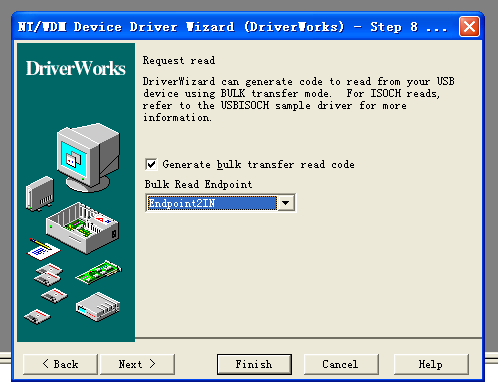 NT/WDM Device Driver Wizard (DriverWorks) - Step 8 ...
DriverWorks
Request read
DriverWizard can generate code to read from your USB
device using BULK transfer mode. For ISOCH reads,
refer to the USBISOCH sample driver for more
information.
Generate bulk transfer read code
Bulk Read Endpoint
Endpoint2IN
< Back
Next >
Finish
Cancel
Help